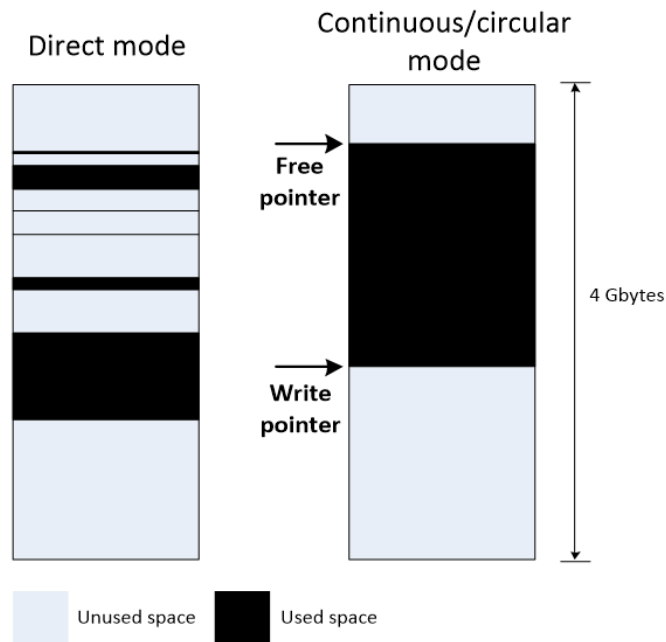 Direct mode
Continuous/circular
mode
Free
pointer
4 Gbytes
Write
pointer
Unused space
Used space